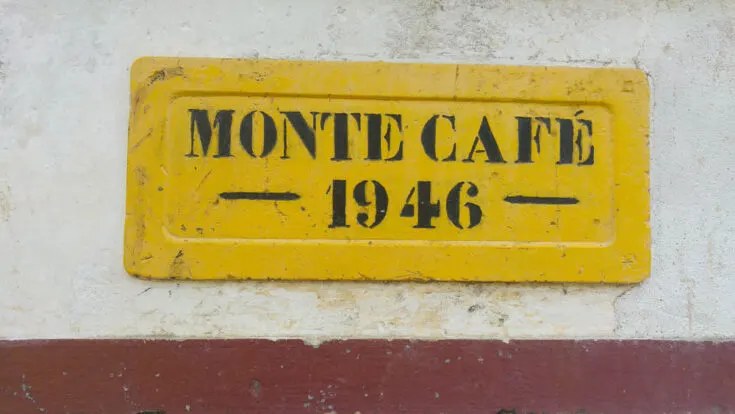 MONTE CAFÉ
— 1946 —